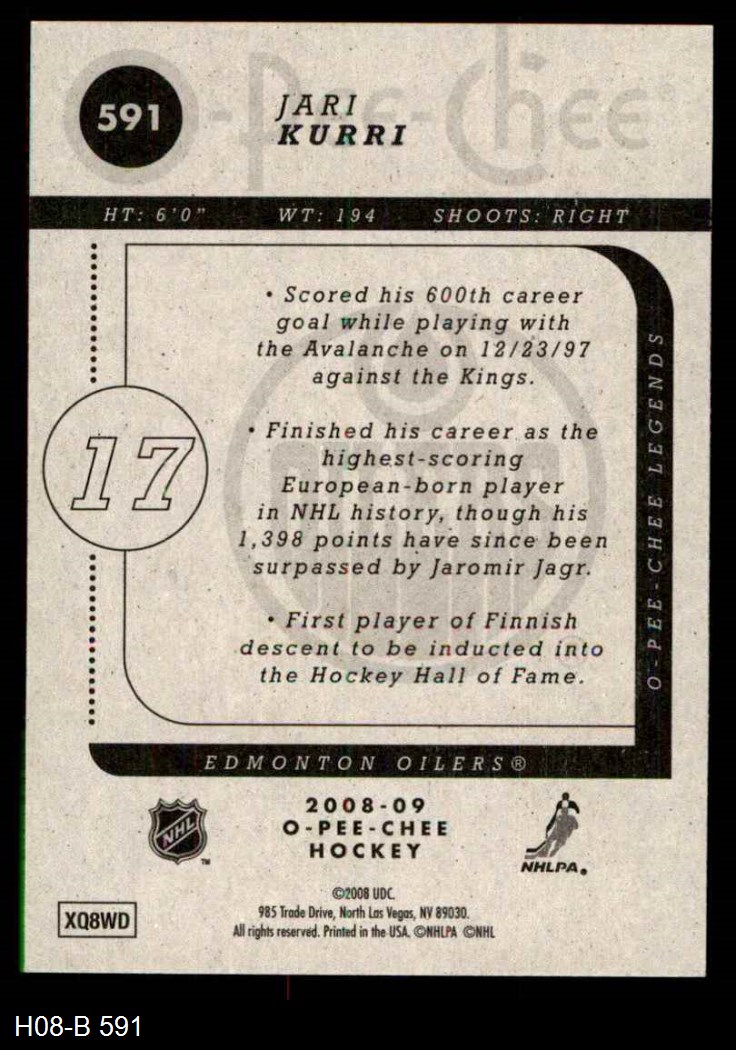 O-Pee-Chee
591
JARI
KURRI
HT: 6'0" WT: 194 SHOOTS: RIGHT
• Scored his 600th career
goal while playing with
the Avalanche on 12/23/97
against the Kings.
17
• Finished his career as the
highest-scoring
European-born player
in NHL history, though his
1,398 points have since been
surpassed by Jaromir Jagr.
• First player of Finnish
descent to be inducted into
the Hockey Hall of Fame.
O-PEE-CHEE LEGENDS
EDMONTON OILERS®
NHL
TM
2008-09
O-PEE-CHEE
HOCKEY
NHLPA®
XQ8WD
©2008 UDC.
985 Trade Drive, North Las Vegas, NV 89030.
All rights reserved. Printed in the USA. ©NHLPA ©NHL
H08-B 591